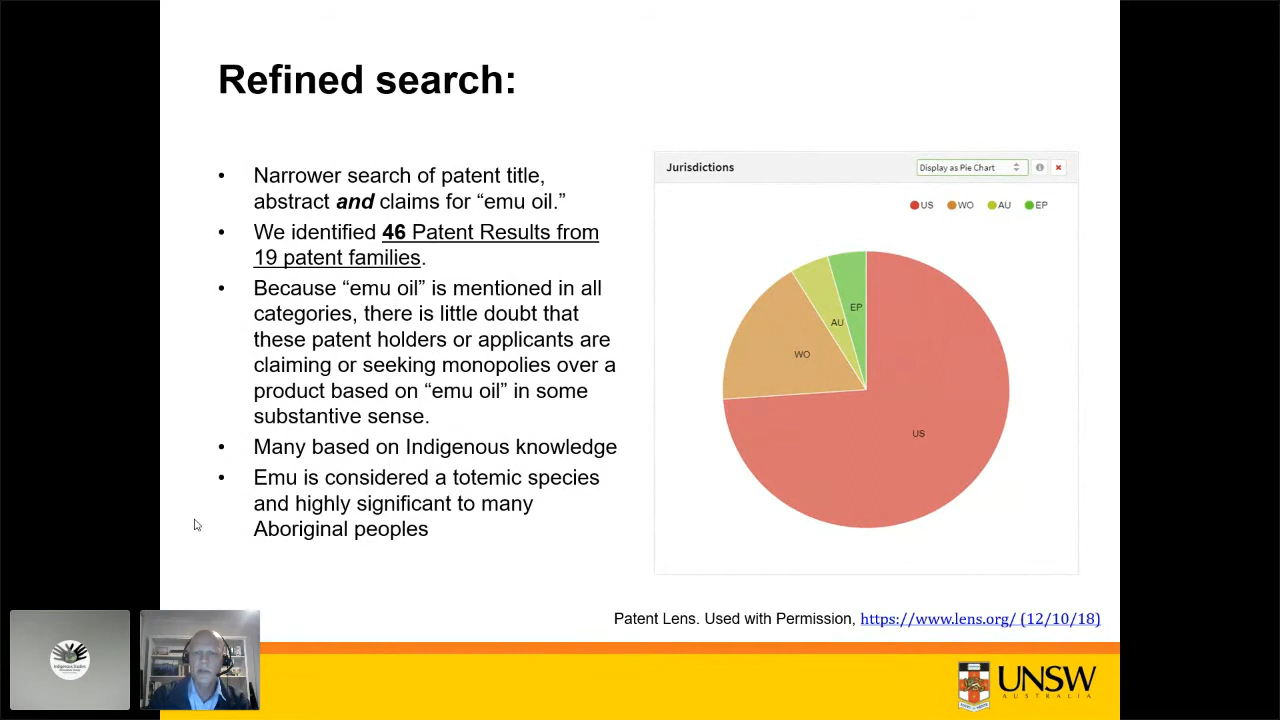 Refined search:
• Narrower search of patent title,
abstract and claims for “emu oil.”
• We identified 46 Patent Results from
19 patent families.
• Because “emu oil” is mentioned in all
categories, there is little doubt that
these patent holders or applicants are
claiming or seeking monopolies over a
product based on “emu oil” in some
substantive sense.
• Many based on Indigenous knowledge
• Emu is considered a totemic species
and highly significant to many
Aboriginal peoples
Jurisdictions
Display as Pie Chart
US WO AU EP
EP
AU
WO
US
Patent Lens. Used with Permission, https://www.lens.org/ (12/10/18)
UNSW
AUSTRALIA